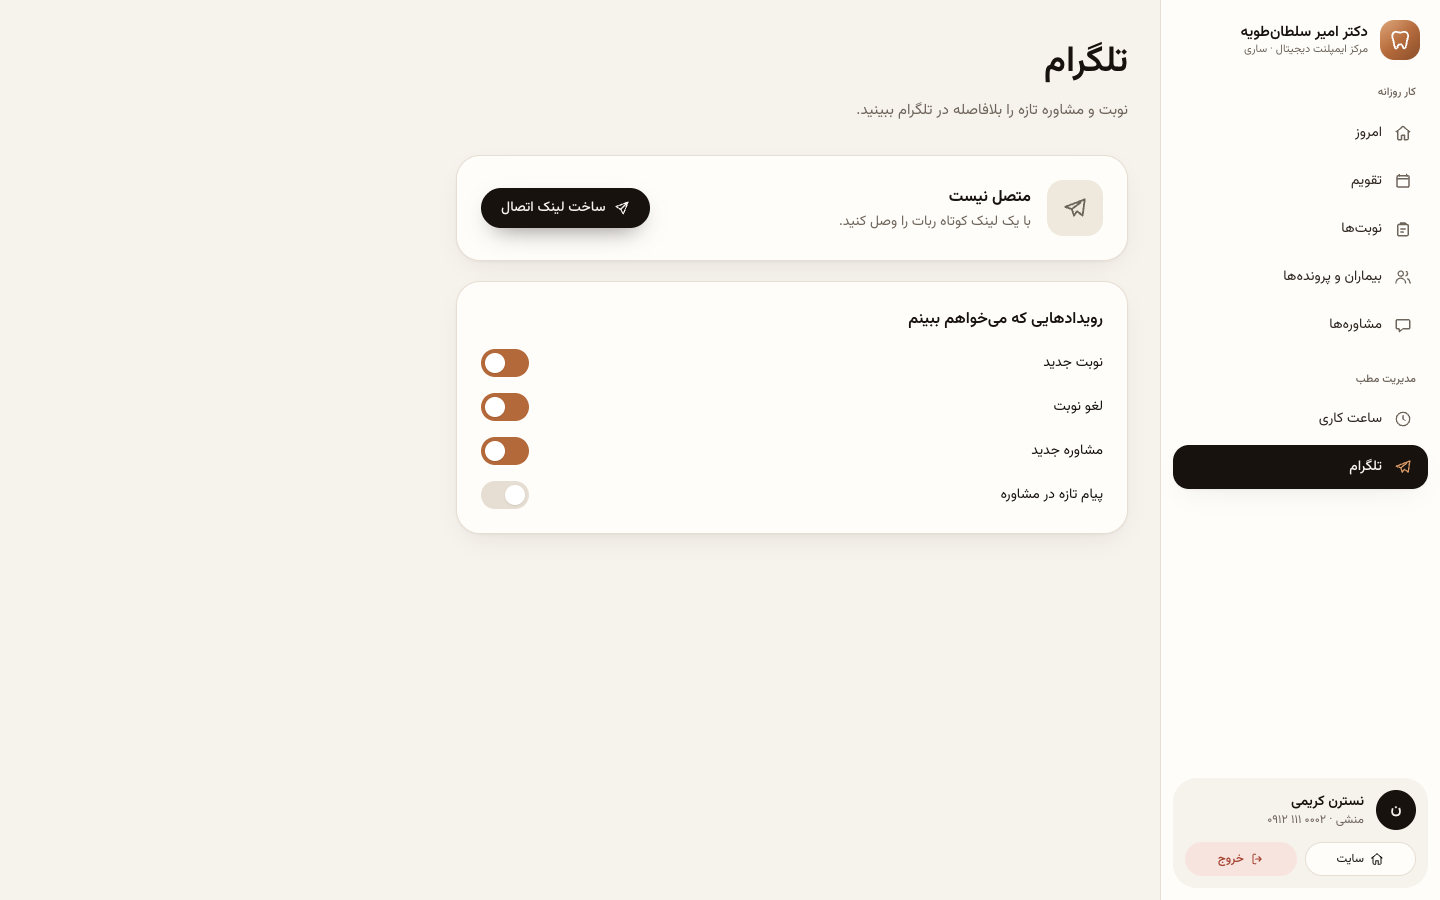 دکتر امیر سلطان‌طویه
مرکز ایمپلنت دیجیتال · ساری
کار روزانه
امروز
تقویم
نوبت‌ها
بیماران و پرونده‌ها
مشاوره‌ها
مدیریت مطب
ساعت کاری
تلگرام
نسترن کریمی
منشی · ۰۹۱۲ ۱۱۱ ۰۰۰۲
سایت
خروج
تلگرام
نوبت و مشاوره تازه را بلافاصله در تلگرام ببینید.
متصل نیست
با یک لینک کوتاه ربات را وصل کنید.
ساخت لینک اتصال
رویدادهایی که می‌خواهم ببینم
نوبت جدید
لغو نوبت
مشاوره جدید
پیام تازه در مشاوره
ن